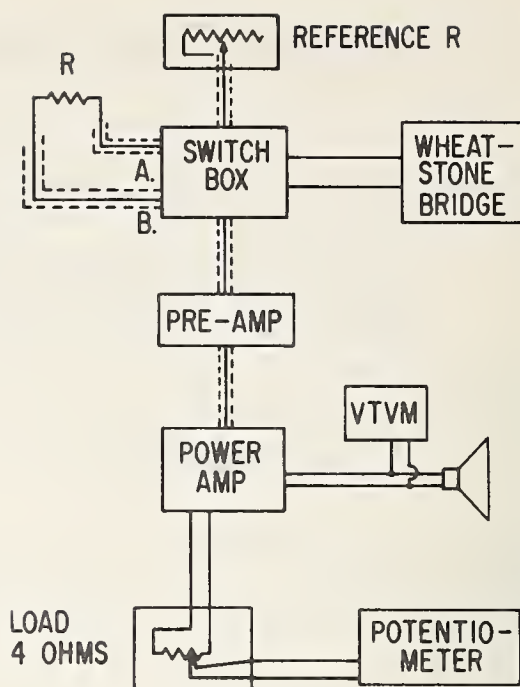 REFERENCE R
R
A.
B.
SWITCH
BOX
WHEAT-
STONE
BRIDGE
PRE-AMP
VTVM
POWER
AMP
LOAD
4 OHMS
POTENTIO-
METER